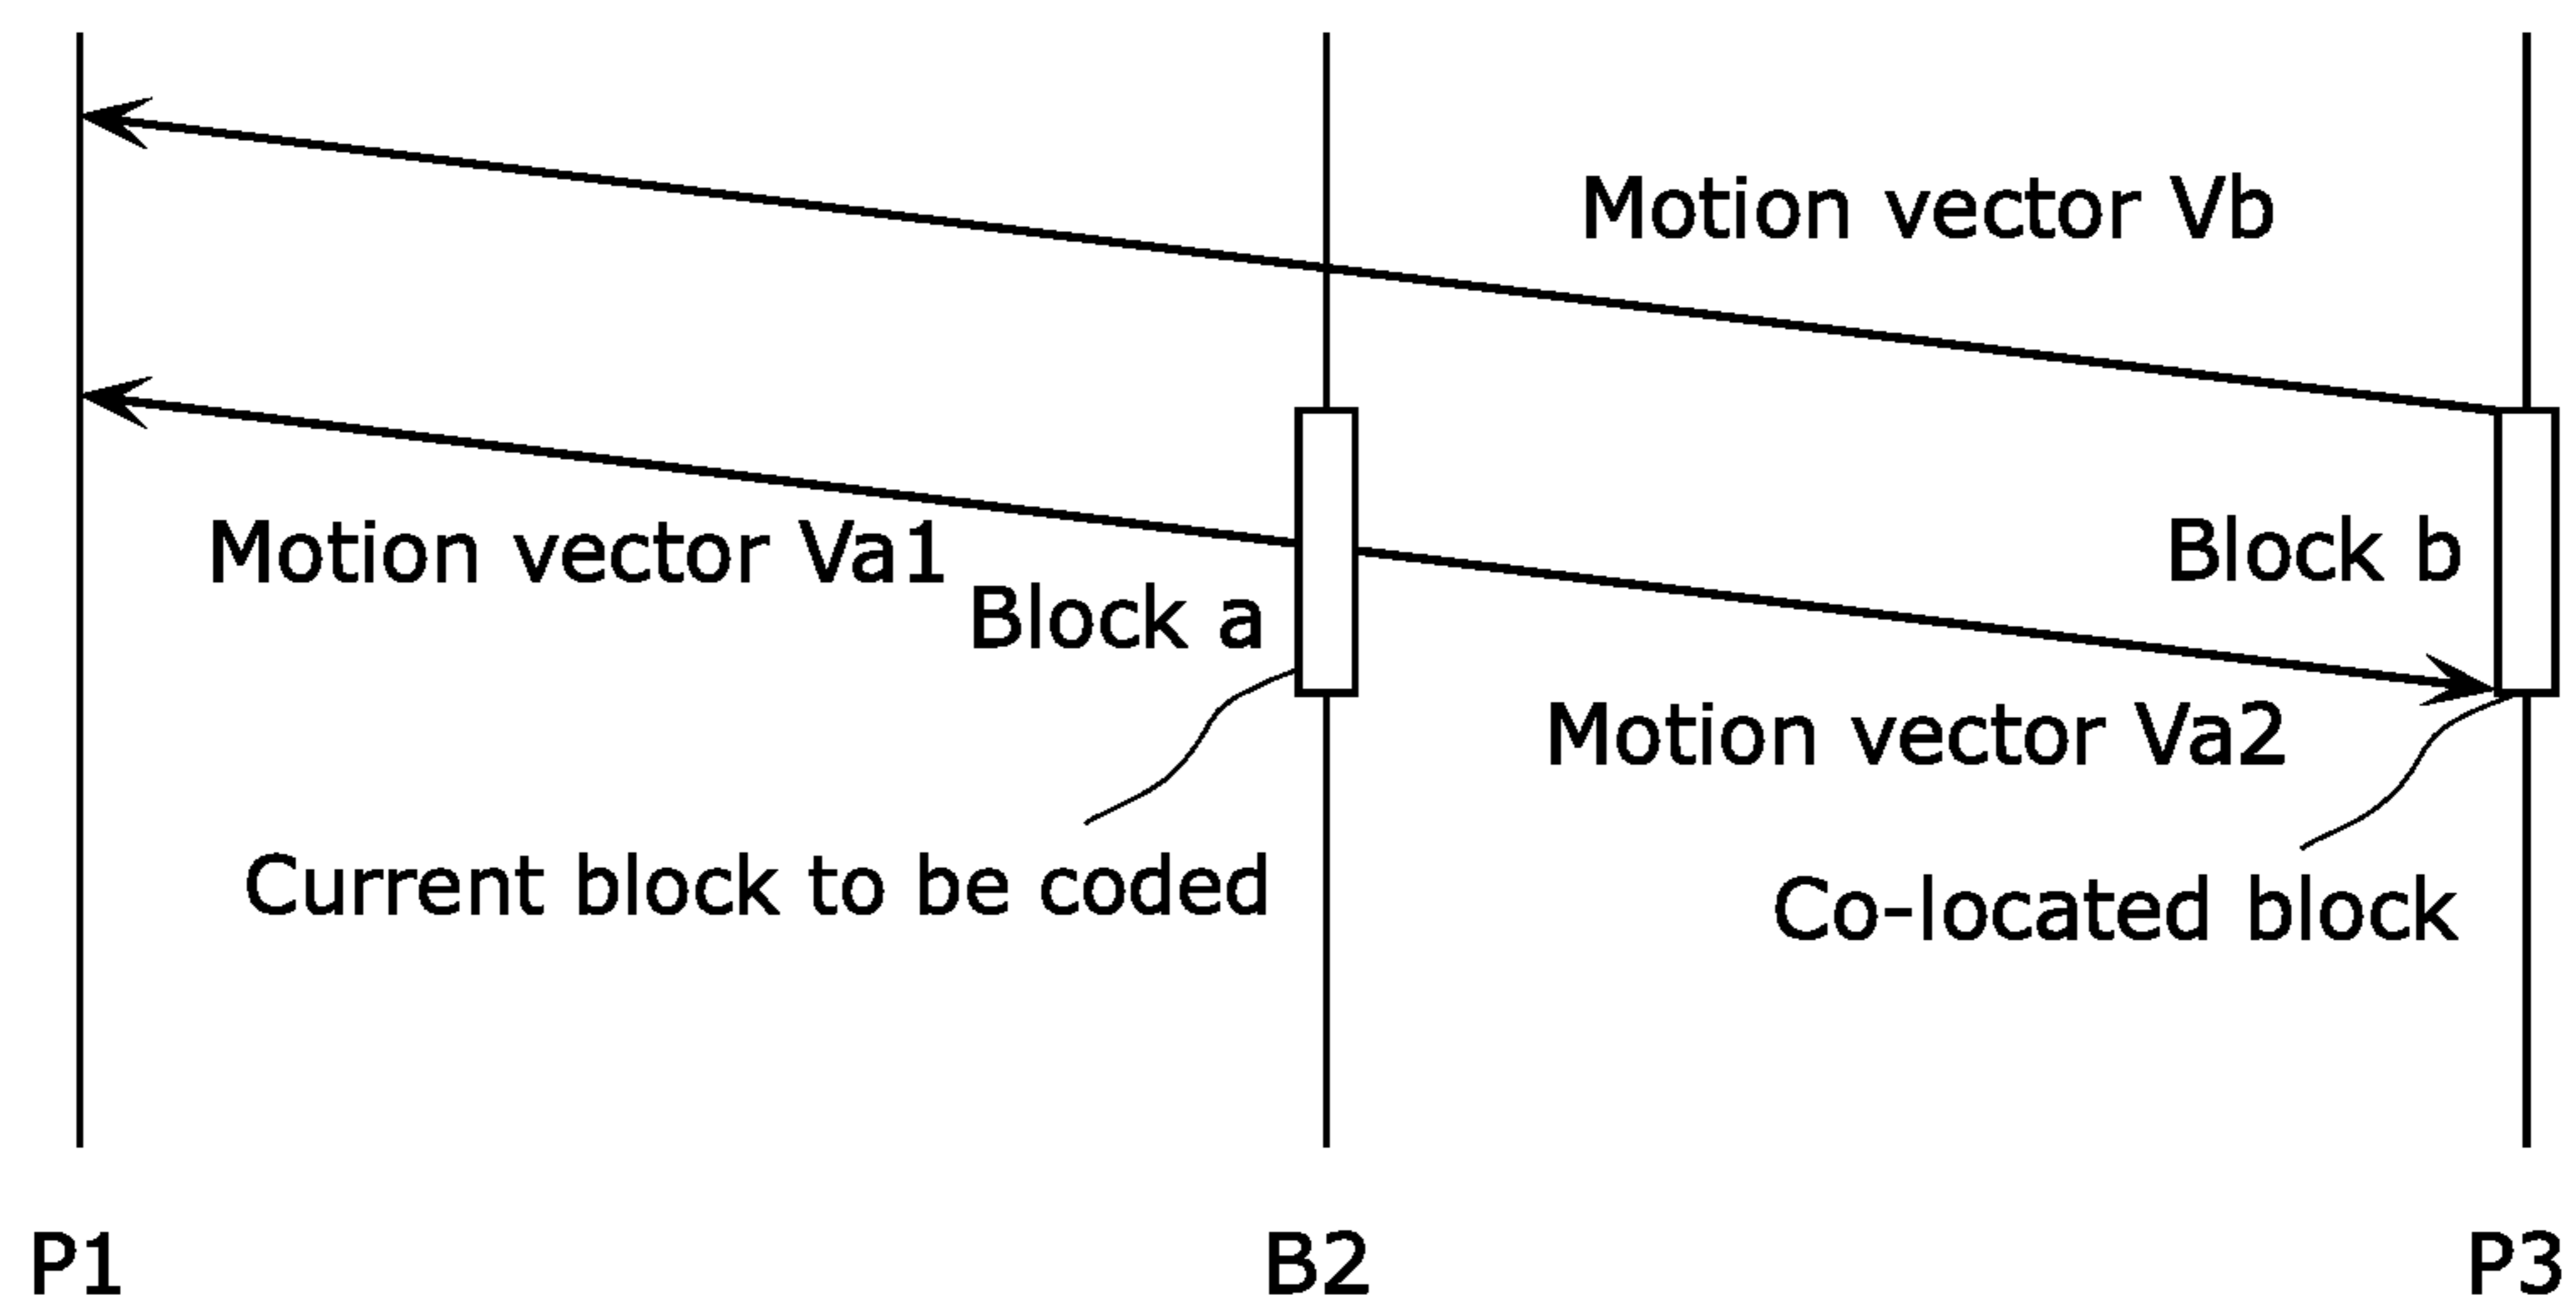 Motion vector Vb
Motion vector Va1
Block b
Block a
Motion vector Va2
Current block to be coded
Co-located block
P1
B2
P3